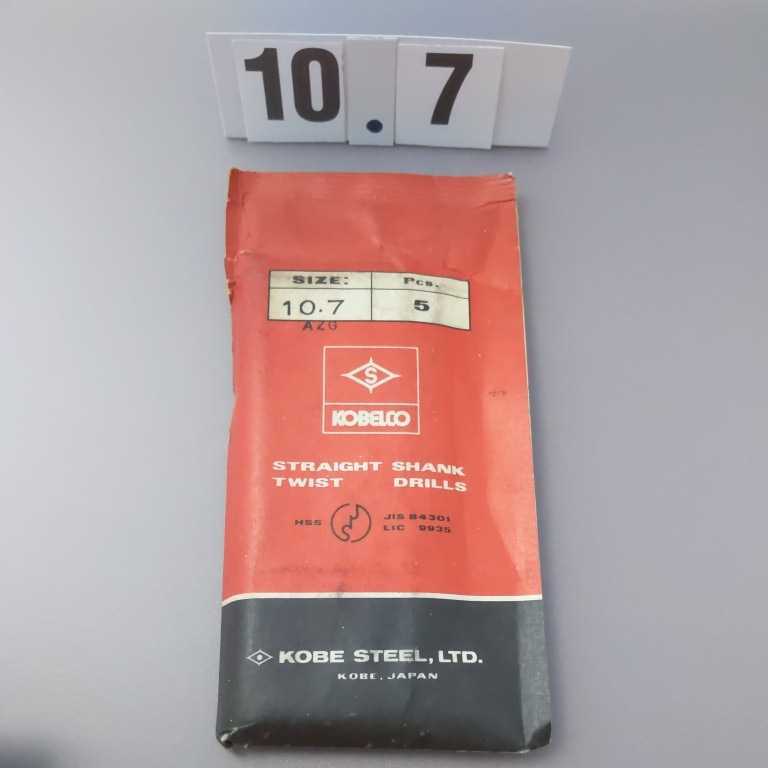 10.7
SIZE: Pcs.
10.7 5
AZG
S
KOBELCO
STRAIGHT SHANK
TWIST DRILLS
HSS JIS B4301
LIC 9935
KOBE STEEL, LTD.
KOBE, JAPAN